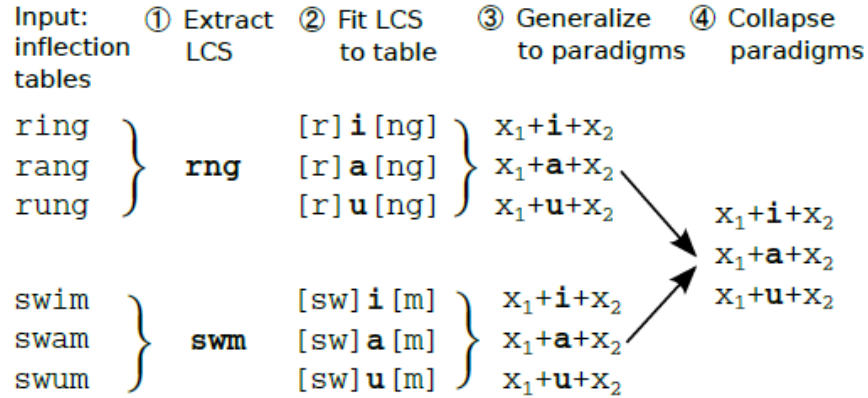 Input: ① Extract ② Fit LCS ③ Generalize ④ Collapse
inflection LCS to table to paradigms paradigms
tables
ring [r]i[ng] x₁+i+x₂
rang rng [r]a[ng] x₁+a+x₂
rung [r]u[ng] x₁+u+x₂
x₁+i+x₂
x₁+a+x₂
x₁+u+x₂
swim [sw]i[m] x₁+i+x₂
swam swm [sw]a[m] x₁+a+x₂
swum [sw]u[m] x₁+u+x₂